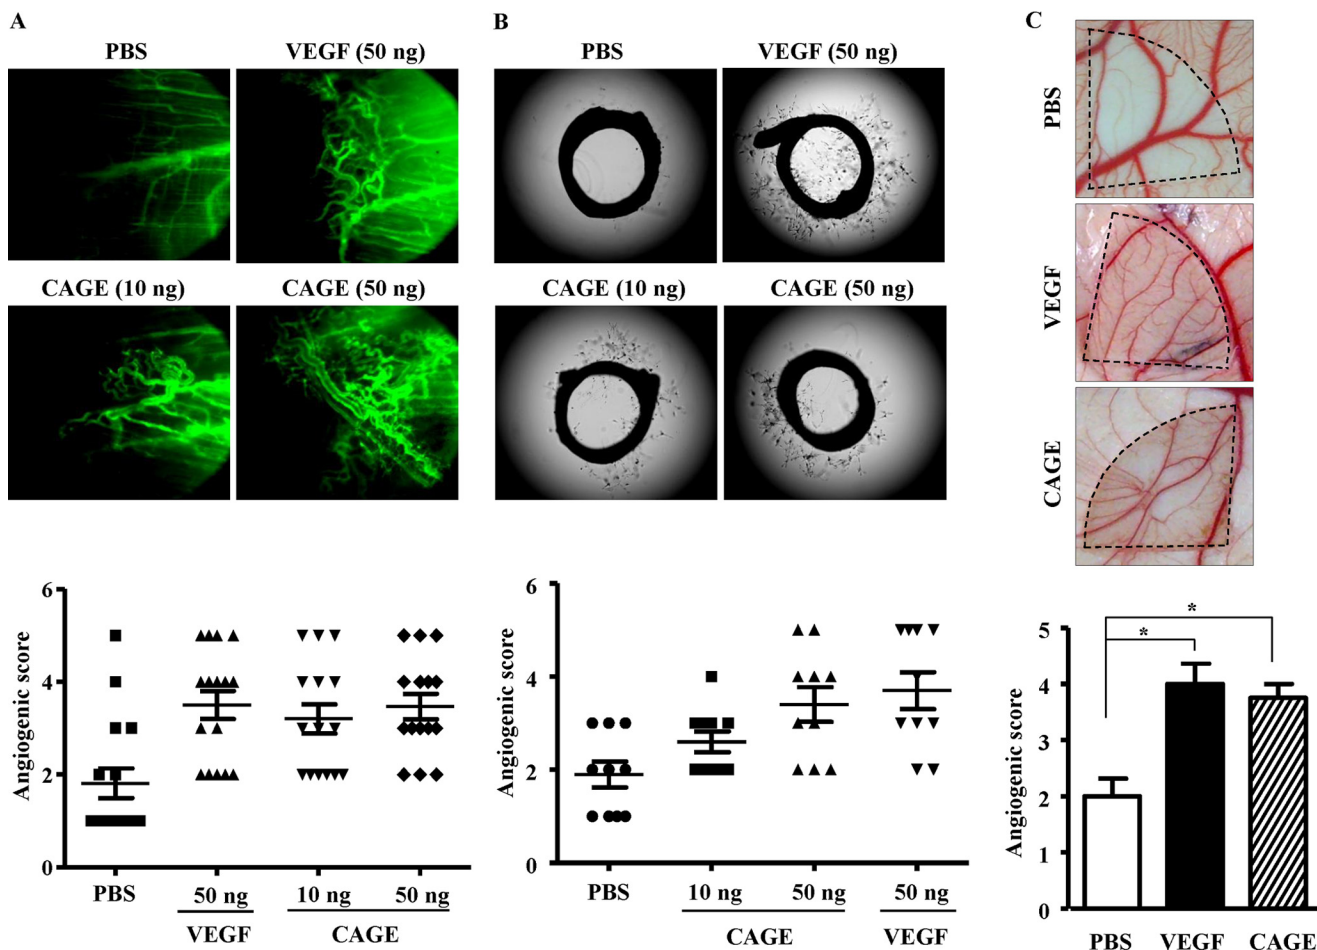 A
PBS
VEGF (50 ng)
CAGE (10 ng)
CAGE (50 ng)
Angiogenic score
6
4
2
0
PBS
50 ng
10 ng
50 ng
VEGF
CAGE
B
PBS
VEGF (50 ng)
CAGE (10 ng)
CAGE (50 ng)
Angiogenic score
6
4
2
0
PBS
10 ng
50 ng
50 ng
CAGE
VEGF
C
PBS
VEGF
CAGE
*
*
Angiogenic score
5
4
3
2
1
0
PBS
VEGF
CAGE